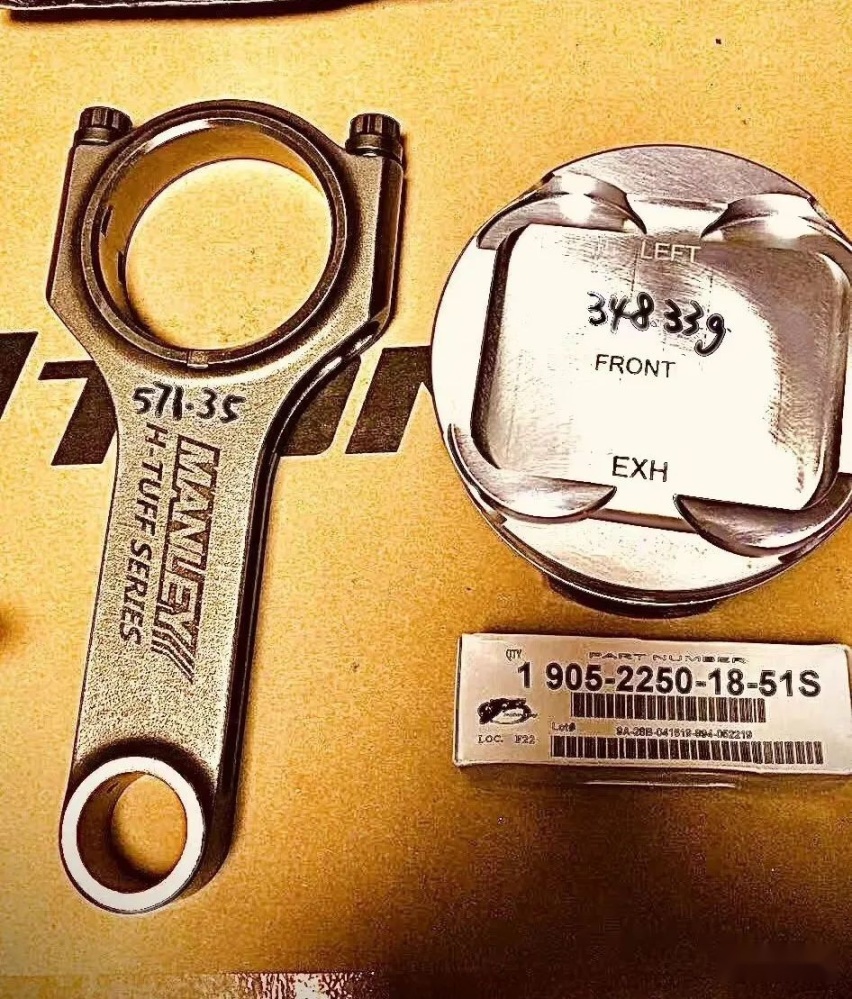 571.35
MANLEY
H-TUFF SERIES
LEFT
348.33g
FRONT
EXH
QTY
PART NUMBER
1 905-2250-18-51S
Lot#
LOC. F22